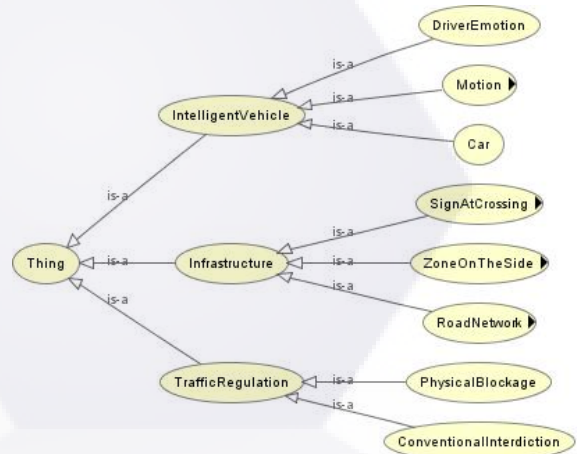 DriverEmotion
is-a
Motion
is-a
IntelligentVehicle
is-a
Car
is-a
SignAtCrossing
is-a
Thing
is-a
Infrastructure
is-a
ZoneOnTheSide
is-a
is-a
RoadNetwork
TrafficRegulation
is-a
PhysicalBlockage
is-a
ConventionalInterdiction